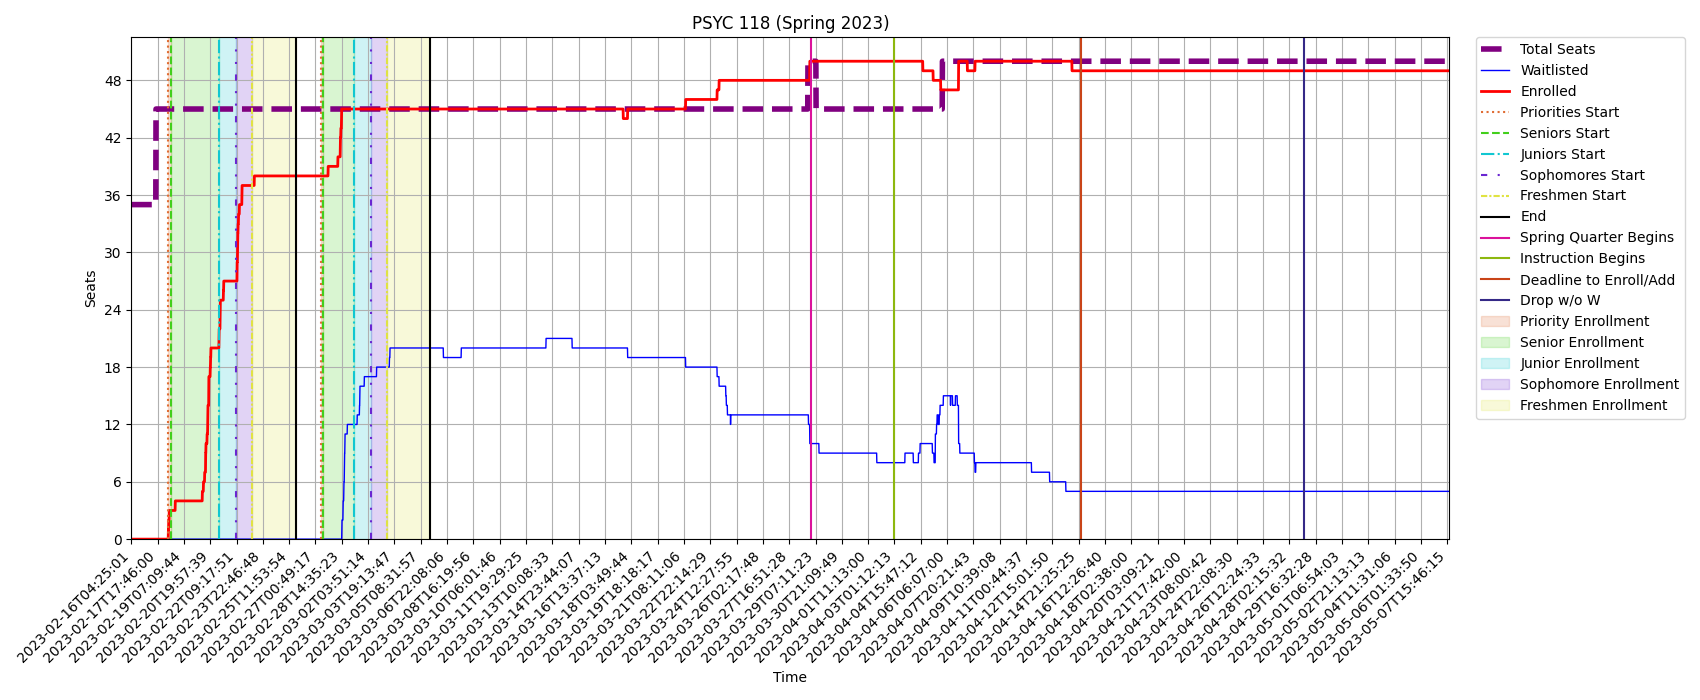 PSYC 118 (Spring 2023)
Seats
48
42
36
30
24
18
12
6
0
2023-02-16T04:25:01
2023-02-17T17:46:00
2023-02-19T07:09:44
2023-02-20T19:57:39
2023-02-22T09:17:51
2023-02-23T22:46:48
2023-02-25T11:53:54
2023-02-27T00:49:17
2023-02-28T14:35:23
2023-03-02T03:51:14
2023-03-03T19:13:47
2023-03-05T08:31:57
2023-03-06T22:08:06
2023-03-08T16:19:56
2023-03-10T06:01:46
2023-03-11T19:29:25
2023-03-13T10:08:33
2023-03-14T23:44:07
2023-03-16T13:37:13
2023-03-18T03:49:44
2023-03-19T18:18:17
2023-03-21T08:11:06
2023-03-22T22:14:29
2023-03-24T12:27:55
2023-03-26T02:17:48
2023-03-27T16:51:28
2023-03-29T07:11:23
2023-03-30T21:09:49
2023-04-01T11:13:00
2023-04-03T01:12:13
2023-04-04T15:47:12
2023-04-06T06:07:00
2023-04-07T20:21:43
2023-04-09T10:39:08
2023-04-11T00:44:37
2023-04-12T15:01:50
2023-04-14T21:25:25
2023-04-16T12:26:40
2023-04-18T02:38:00
2023-04-20T03:09:21
2023-04-21T17:42:00
2023-04-23T08:00:42
2023-04-24T22:08:30
2023-04-26T12:24:33
2023-04-28T02:15:32
2023-04-29T16:32:28
2023-05-01T06:54:03
2023-05-02T21:13:13
2023-05-04T11:31:06
2023-05-06T01:33:50
2023-05-07T15:46:15
Time
Total Seats
Waitlisted
Enrolled
Priorities Start
Seniors Start
Juniors Start
Sophomores Start
Freshmen Start
End
Spring Quarter Begins
Instruction Begins
Deadline to Enroll/Add
Drop w/o W
Priority Enrollment
Senior Enrollment
Junior Enrollment
Sophomore Enrollment
Freshmen Enrollment